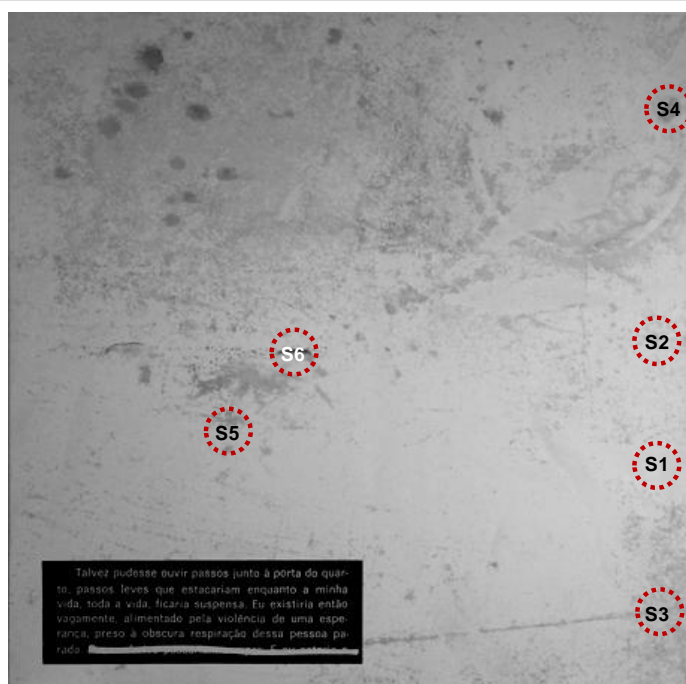 S4
S2
S6
S5
S1
Talvez pudesse ouvir passos junto à porta do quar-
to, passos leves que estacariam enquanto a minha
vida, toda a vida, ficaria suspensa. Eu existiria então
vagamente, alimentado pela violência de uma espe-
rança, preso à obscura respiração dessa pessoa pa-
rada.
S3